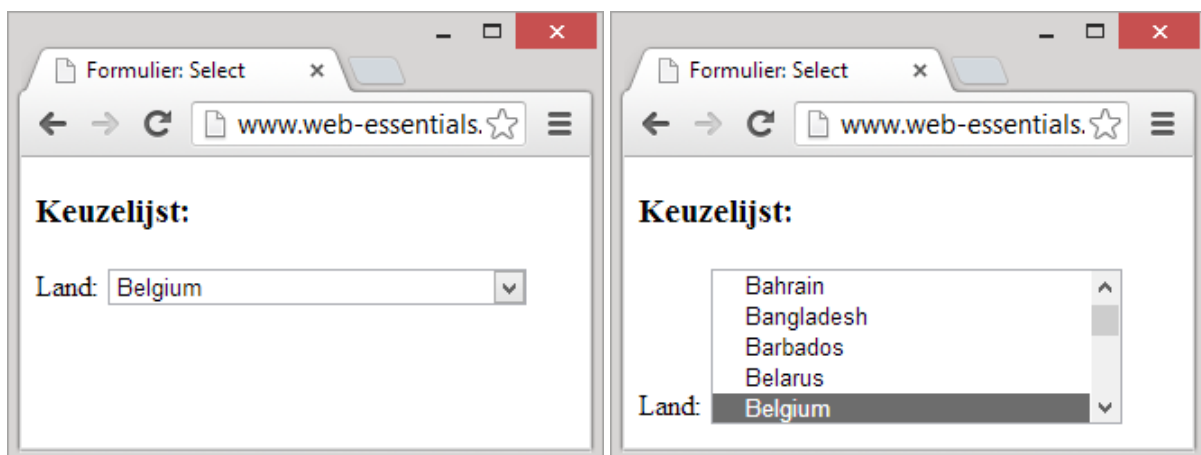 Formulier: Select
www.web-essentials.
Keuzelijst:
Land: Belgium
Formulier: Select
www.web-essentials.
Keuzelijst:
Bahrain
Bangladesh
Barbados
Belarus
Land: Belgium